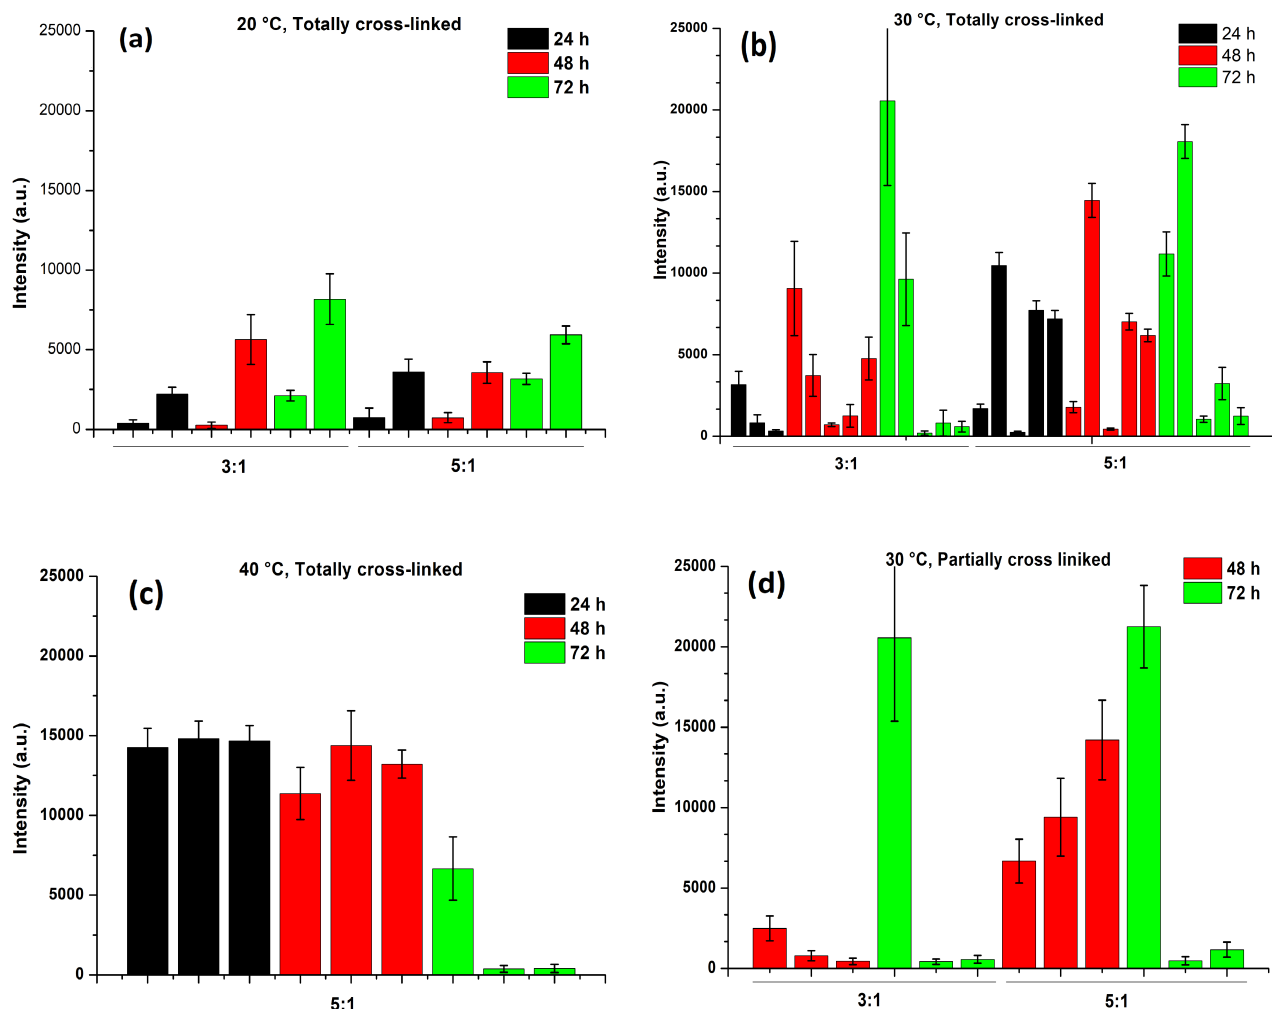 (a)
20 °C, Totally cross-linked
24 h
48 h
72 h
Intensity (a.u.)
25000
20000
15000
10000
5000
0
3:1
5:1
(b)
30 °C, Totally cross-linked
24 h
48 h
72 h
Intensity (a.u.)
25000
20000
15000
10000
5000
0
3:1
5:1
(c)
40 °C, Totally cross-linked
24 h
48 h
72 h
Intensity (a.u.)
25000
20000
15000
10000
5000
0
5:1
(d)
30 °C, Partially cross liniked
48 h
72 h
Intensity (a.u.)
25000
20000
15000
10000
5000
0
3:1
5:1